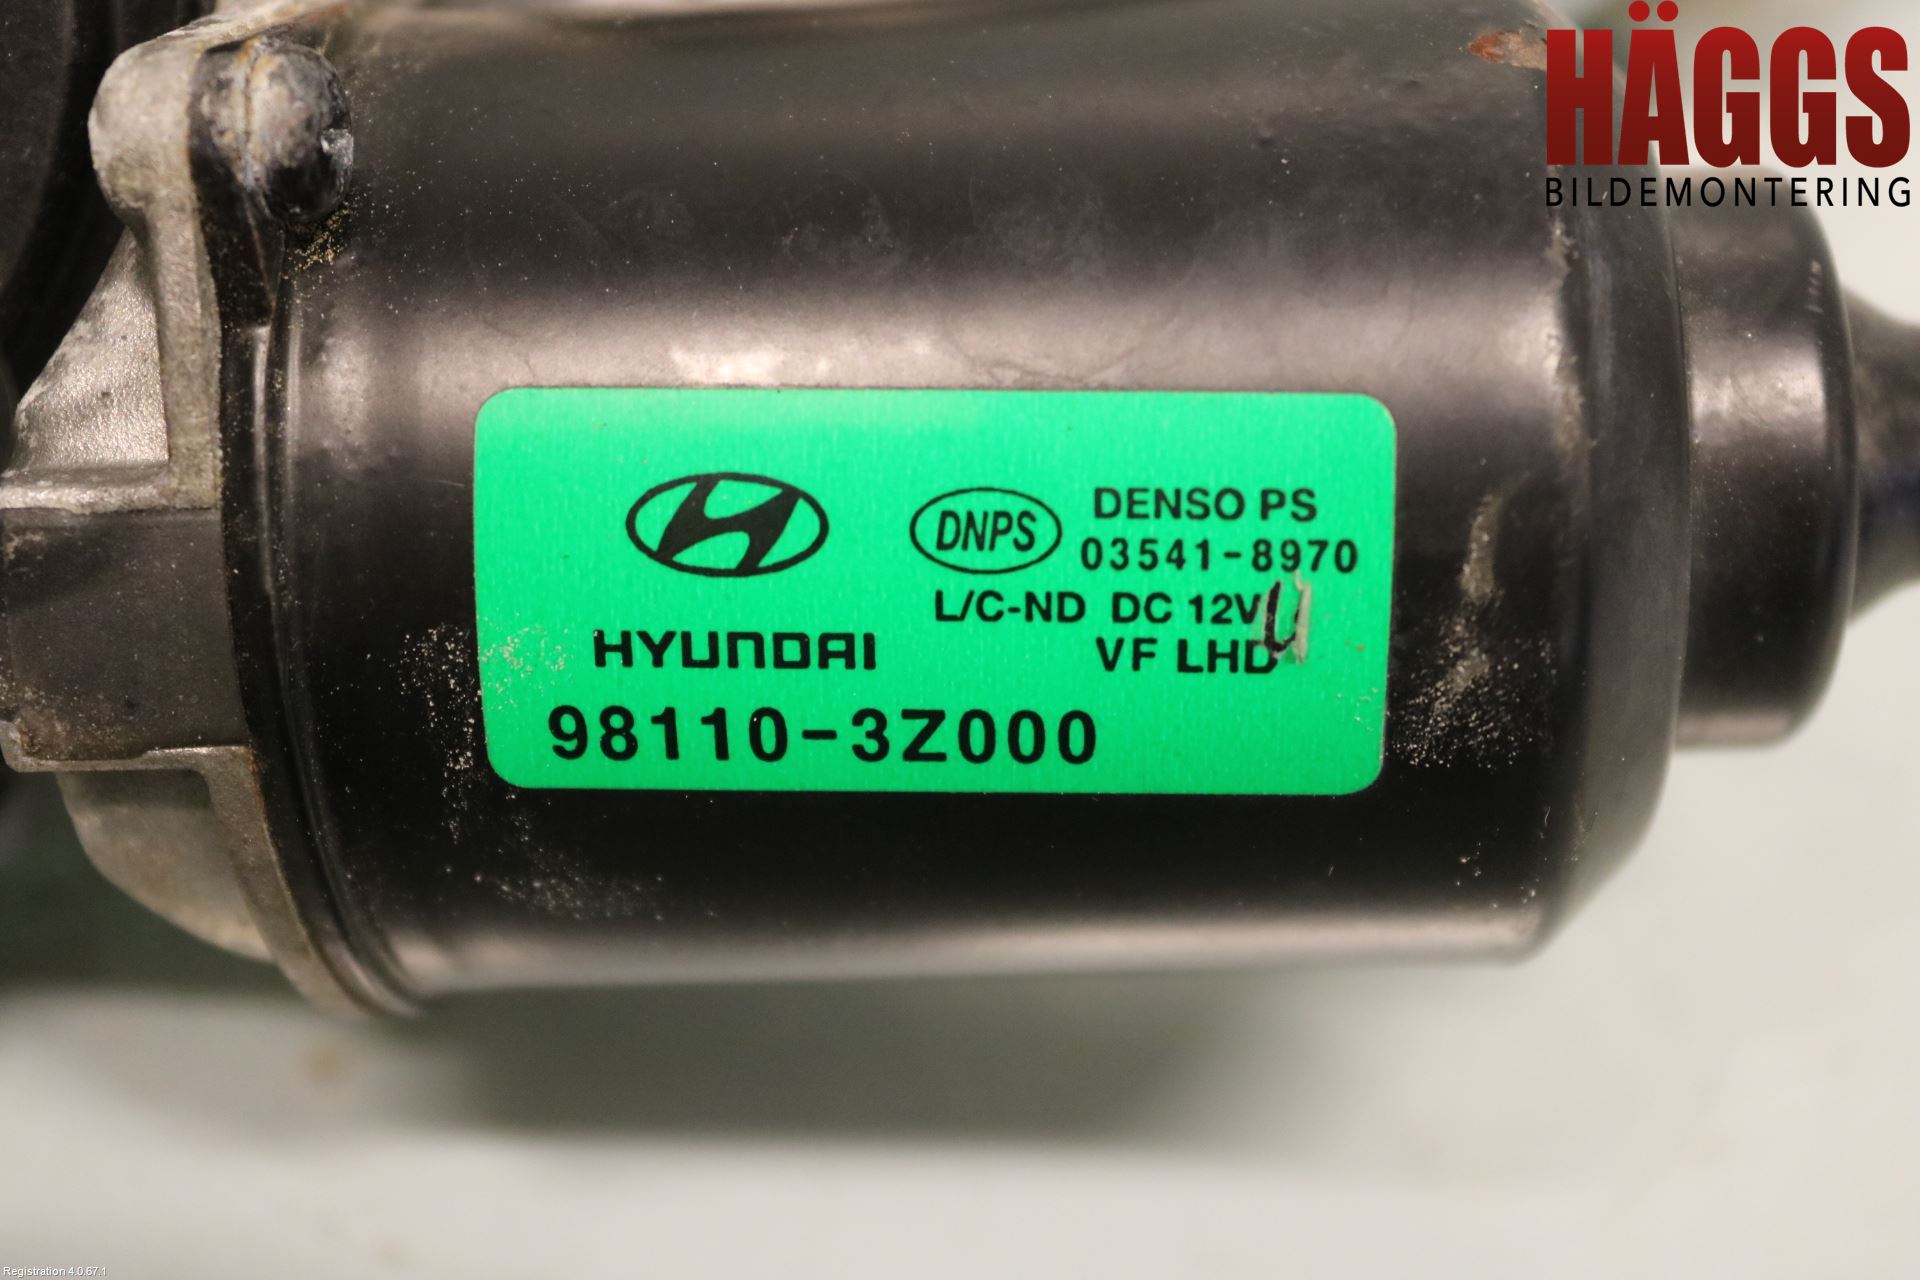 HÄGGS
BILDEMONTERING
DNPS
DENSO PS
03541-8970
L/C-ND DC 12V
VF LHD
HYUNDAI
98110-3Z000
Registration 4.0.67.1